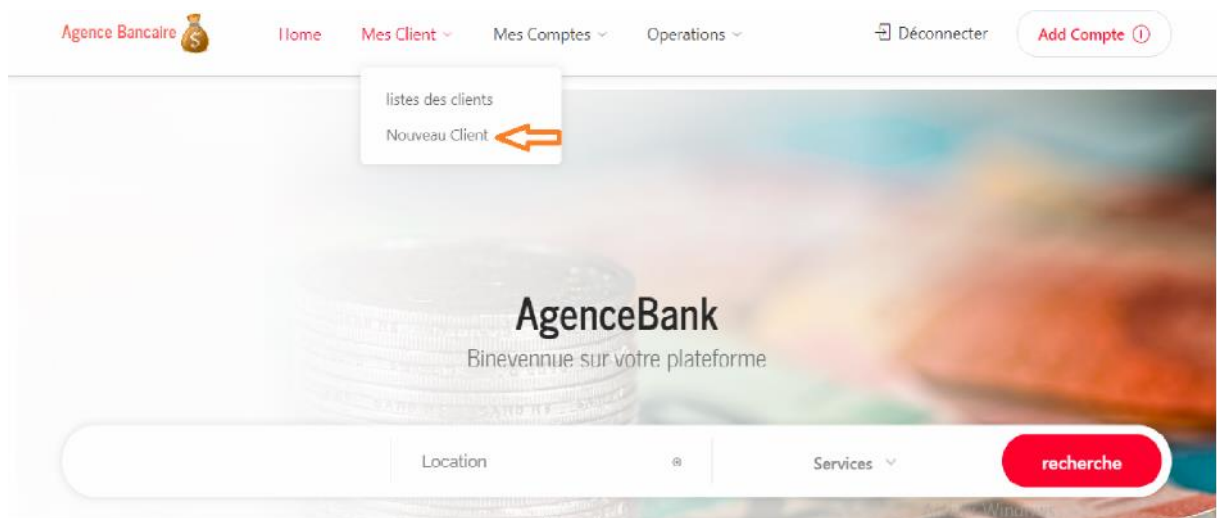 Agence Bancaire
Home Mes Client Mes Comptes Operations Déconnecter Add Compte
listes des clients
Nouveau Client
AgenceBank
Binevennue sur votre plateforme
Location Services recherche